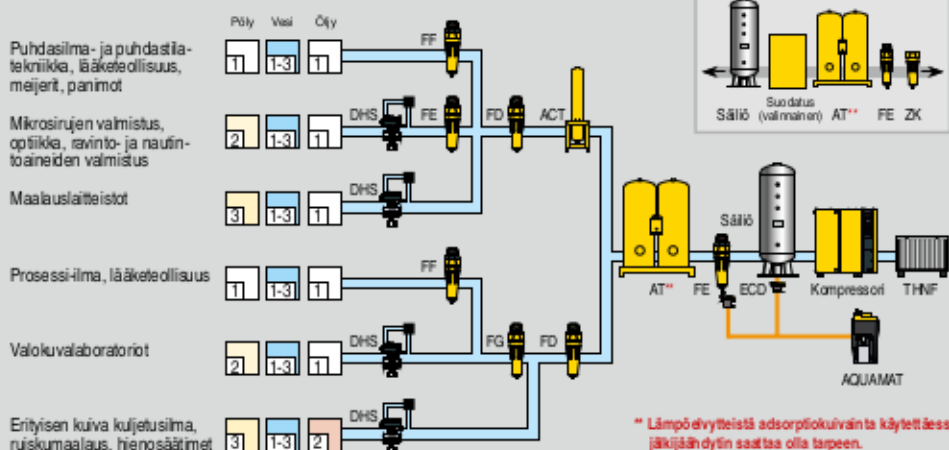 Pöly Vesi Öljy
Puhdasilma- ja puhdastila-
tekniikka, lääketeollisuus,
meijerit, panimot
1 1-3 1
FF
Mikrosirujen valmistus,
optiikka, ravinto- ja nautin-
toaineiden valmistus
2 1-3 1
DHS FE FD ACT
Maalauslaitteistot
3 1-3 1
DHS
Prosessi-ilma, lääketeollisuus
1 1-3 1
FF
Valokuvalaboratoriot
2 1-3 1
DHS FG FD
Erityisen kuiva kuljetusilma,
ruiskumaalaus, hienosäätimet
3 1-3 2
DHS
Säiliö Suodatus
(valinnainen) AT** FE ZK
Säiliö
AT** FE ECD Kompressori THNF
AQUAMAT
** Lämpöelvytteistä adsorptiokuivainta käytettäess
jälkijäähdytin saattaa olla tarpeen.